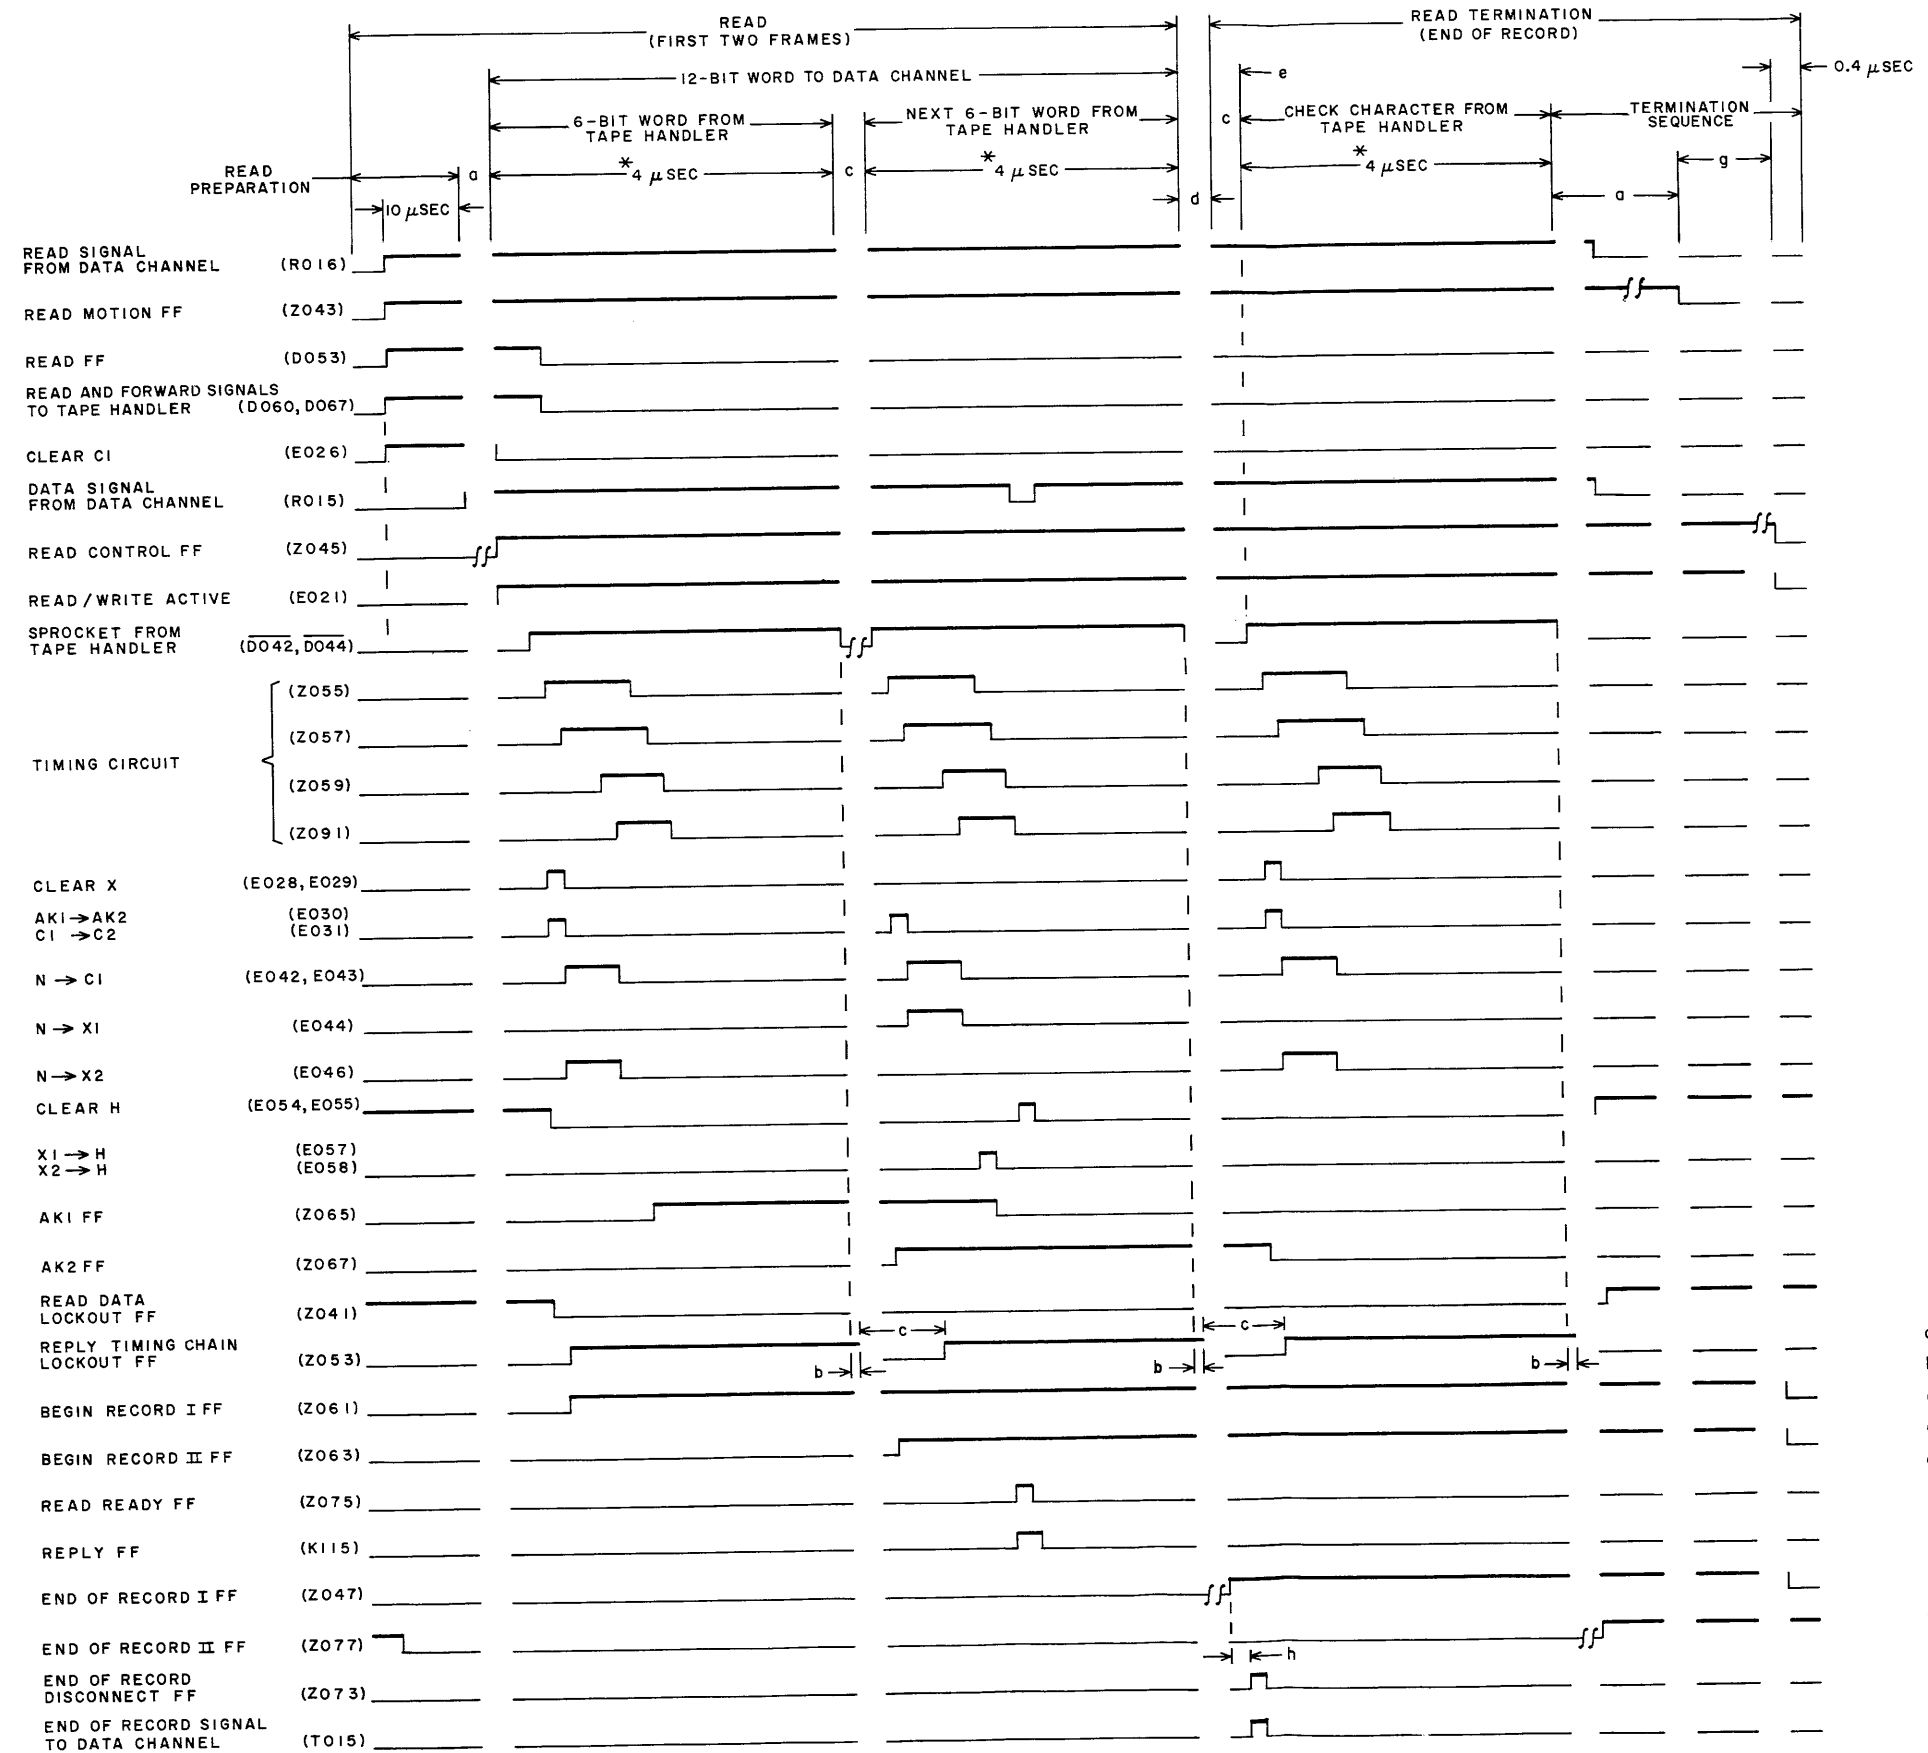 READ
(FIRST TWO FRAMES)
READ TERMINATION
(END OF RECORD)
12-BIT WORD TO DATA CHANNEL
e
0.4 μSEC
6-BIT WORD FROM
TAPE HANDLER
NEXT 6-BIT WORD FROM
TAPE HANDLER
c
CHECK CHARACTER FROM
TAPE HANDLER
TERMINATION
SEQUENCE
READ
PREPARATION
a
* 4 μSEC
c
* 4 μSEC
* 4 μSEC
g
10 μSEC
d
a
READ SIGNAL
FROM DATA CHANNEL (R016)
READ MOTION FF (Z043)
READ FF (D053)
READ AND FORWARD SIGNALS
TO TAPE HANDLER (D060, D067)
CLEAR C1 (E026)
DATA SIGNAL
FROM DATA CHANNEL (R015)
READ CONTROL FF (Z045)
READ/WRITE ACTIVE (E021)
SPROCKET FROM
TAPE HANDLER (D̅0̅4̅2̅, D̅0̅4̅4̅)
(Z055)
(Z057)
TIMING CIRCUIT
(Z059)
(Z091)
CLEAR X (E028, E029)
AK1→AK2 (E030)
C1 →C2 (E031)
N → C1 (E042, E043)
N → X1 (E044)
N→ X2 (E046)
CLEAR H (E054, E055)
X1 → H (E057)
X2 → H (E058)
AK1 FF (Z065)
AK2 FF (Z067)
READ DATA
LOCKOUT FF (Z041)
c c
REPLY TIMING CHAIN
LOCKOUT FF (Z053)
b b b
BEGIN RECORD I FF (Z061)
BEGIN RECORD II FF (Z063)
READ READY FF (Z075)
REPLY FF (K115)
END OF RECORD I FF (Z047)
END OF RECORD II FF (Z077)
h
END OF RECORD
DISCONNECT FF (Z073)
END OF RECORD SIGNAL
TO DATA CHANNEL (T015)